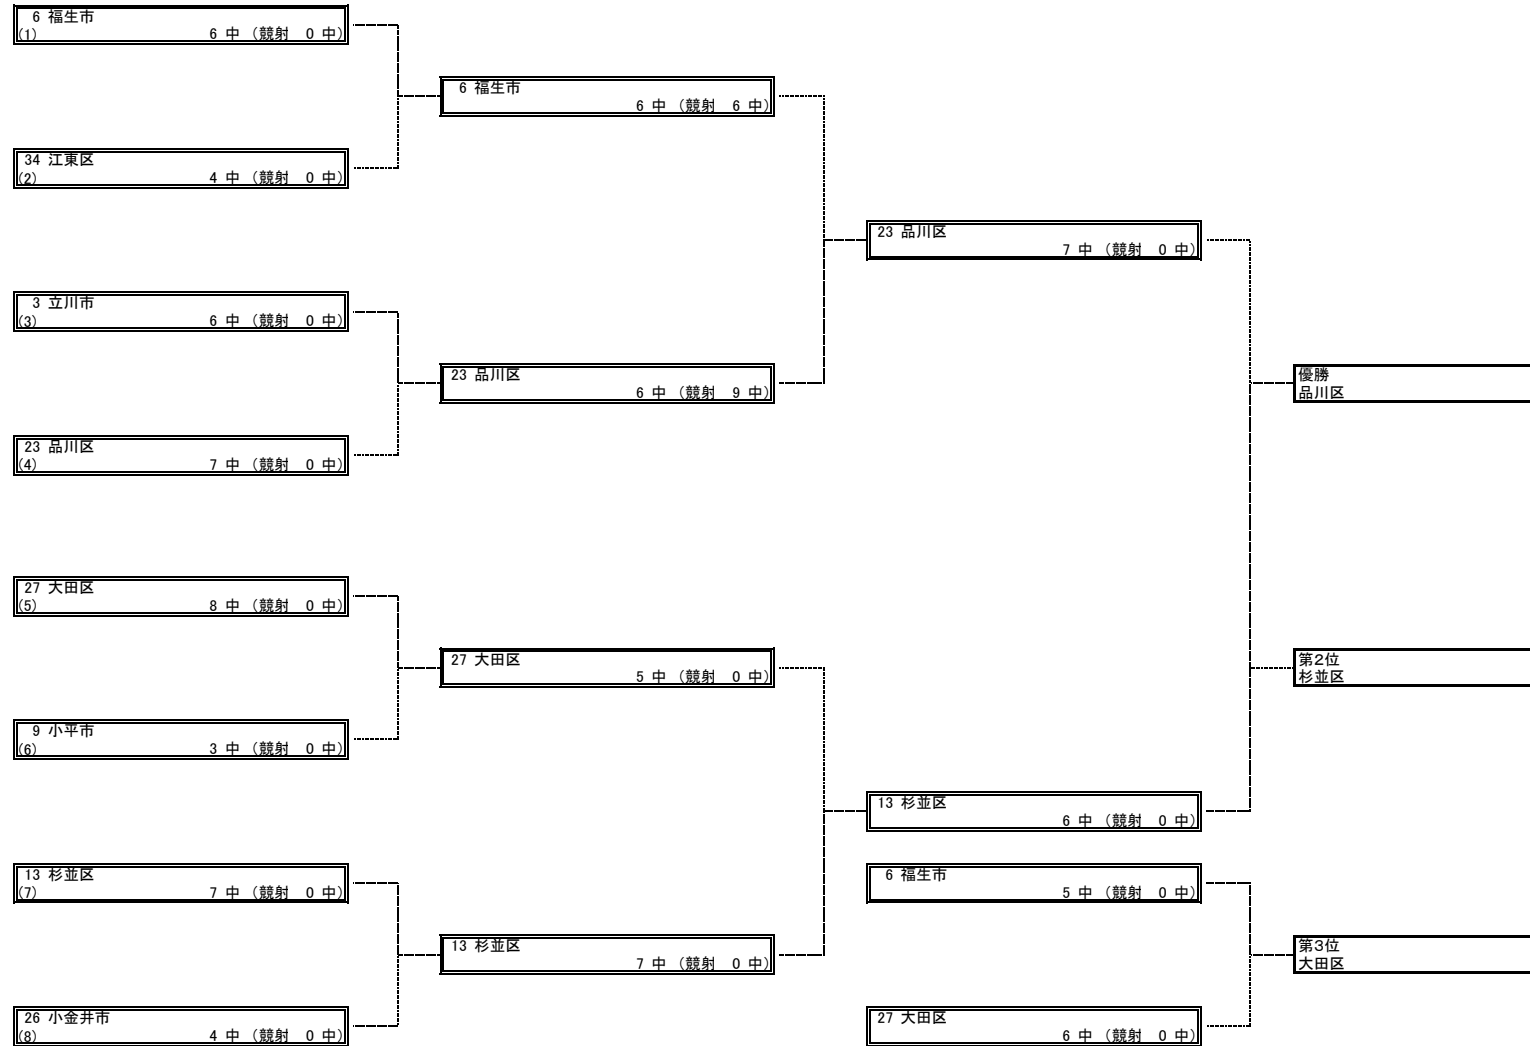 6 福生市
(1) 6 中 （競射 0 中）
6 福生市
6 中 （競射 6 中）
34 江東区
(2) 4 中 （競射 0 中）
23 品川区
7 中 （競射 0 中）
3 立川市
(3) 6 中 （競射 0 中）
23 品川区
6 中 （競射 9 中）
優勝
品川区
23 品川区
(4) 7 中 （競射 0 中）
27 大田区
(5) 8 中 （競射 0 中）
27 大田区
5 中 （競射 0 中）
第2位
杉並区
9 小平市
(6) 3 中 （競射 0 中）
13 杉並区
6 中 （競射 0 中）
13 杉並区
(7) 7 中 （競射 0 中）
6 福生市
5 中 （競射 0 中）
13 杉並区
7 中 （競射 0 中）
第3位
大田区
26 小金井市
(8) 4 中 （競射 0 中）
27 大田区
6 中 （競射 0 中）